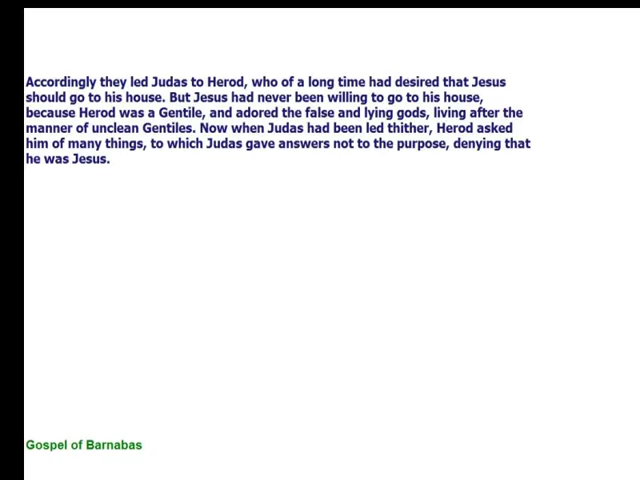 Accordingly they led Judas to Herod, who of a long time had desired that Jesus
should go to his house. But Jesus had never been willing to go to his house,
because Herod was a Gentile, and adored the false and lying gods, living after the
manner of unclean Gentiles. Now when Judas had been led thither, Herod asked
him of many things, to which Judas gave answers not to the purpose, denying that
he was Jesus.
Gospel of Barnabas